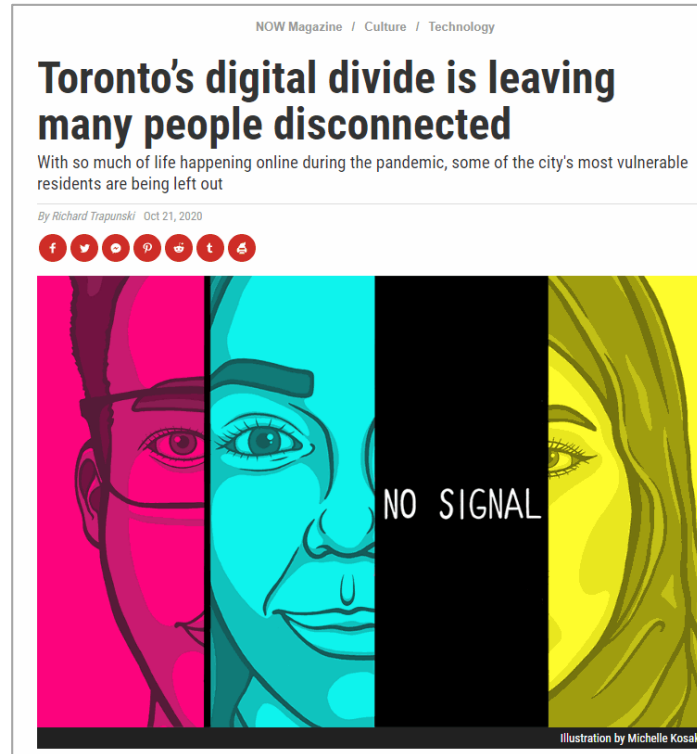 NOW Magazine / Culture / Technology
Toronto's digital divide is leaving
many people disconnected
With so much of life happening online during the pandemic, some of the city's most vulnerable
residents are being left out
By Richard Trapunski Oct 21, 2020
NO SIGNAL
Illustration by Michelle